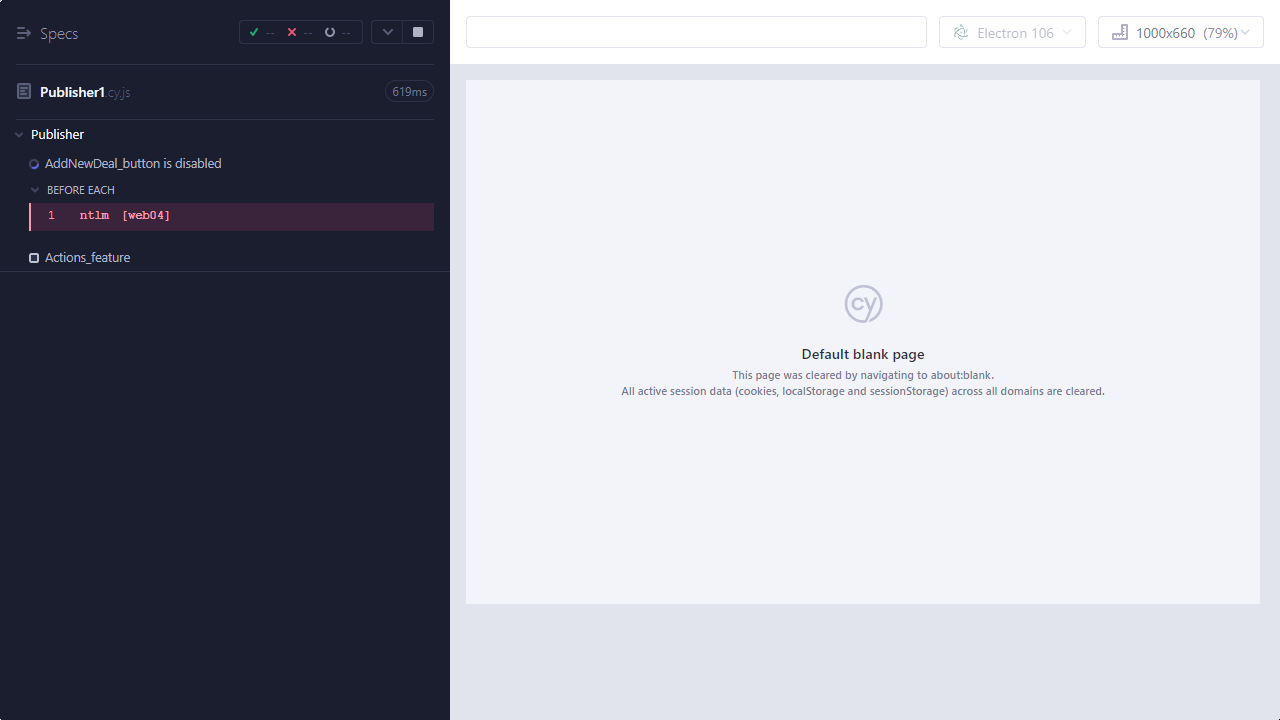 Specs
--
--
--
Electron 106
1000x660 (79%)
Publisher1.cy.js
619ms
Publisher
AddNewDeal_button is disabled
BEFORE EACH
1 ntlm [web04]
Actions_feature
cy
Default blank page
This page was cleared by navigating to about:blank.
All active session data (cookies, localStorage and sessionStorage) across all domains are cleared.